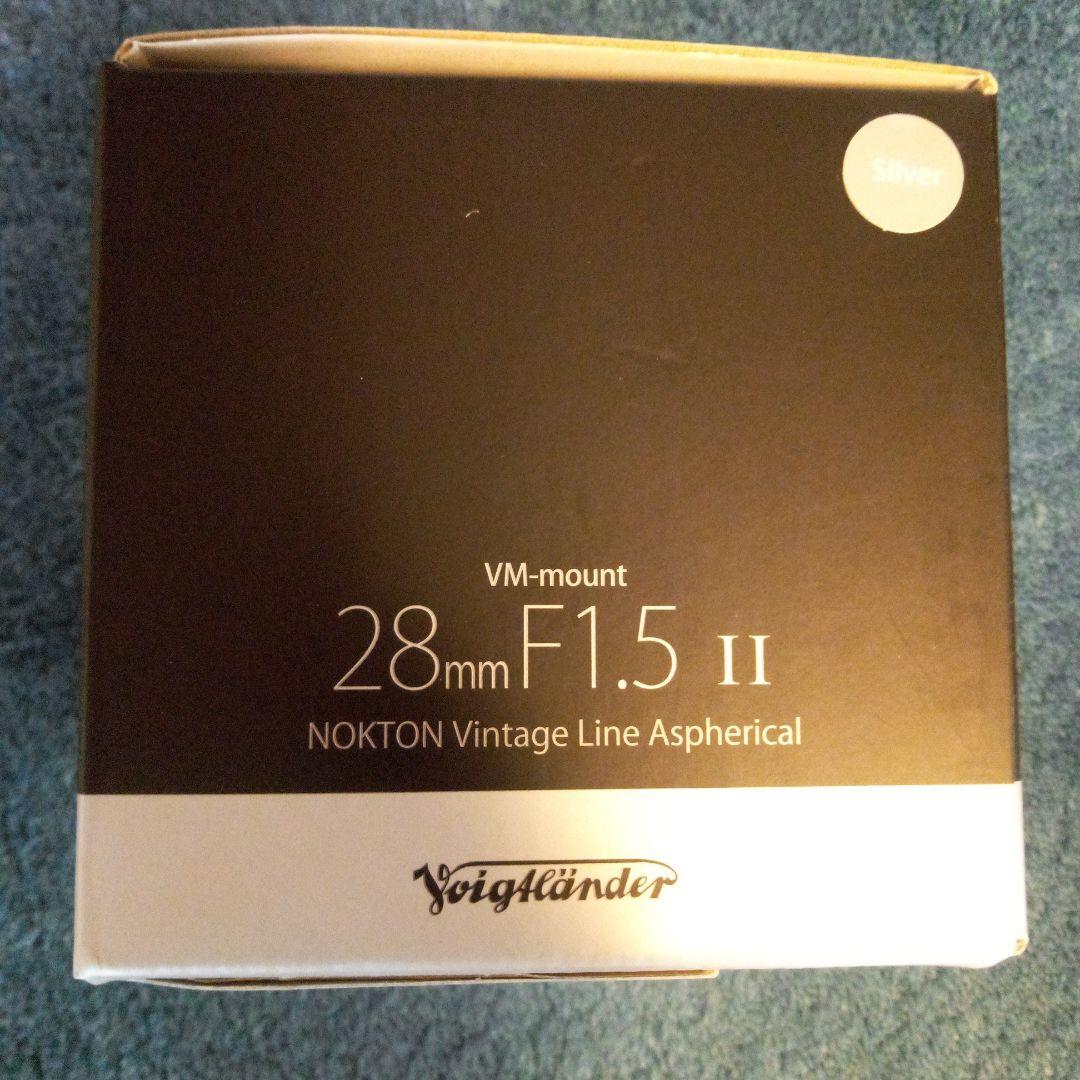 Silver
VM-mount
28mm F1.5 II
NOKTON Vintage Line Aspherical
Voigtländer